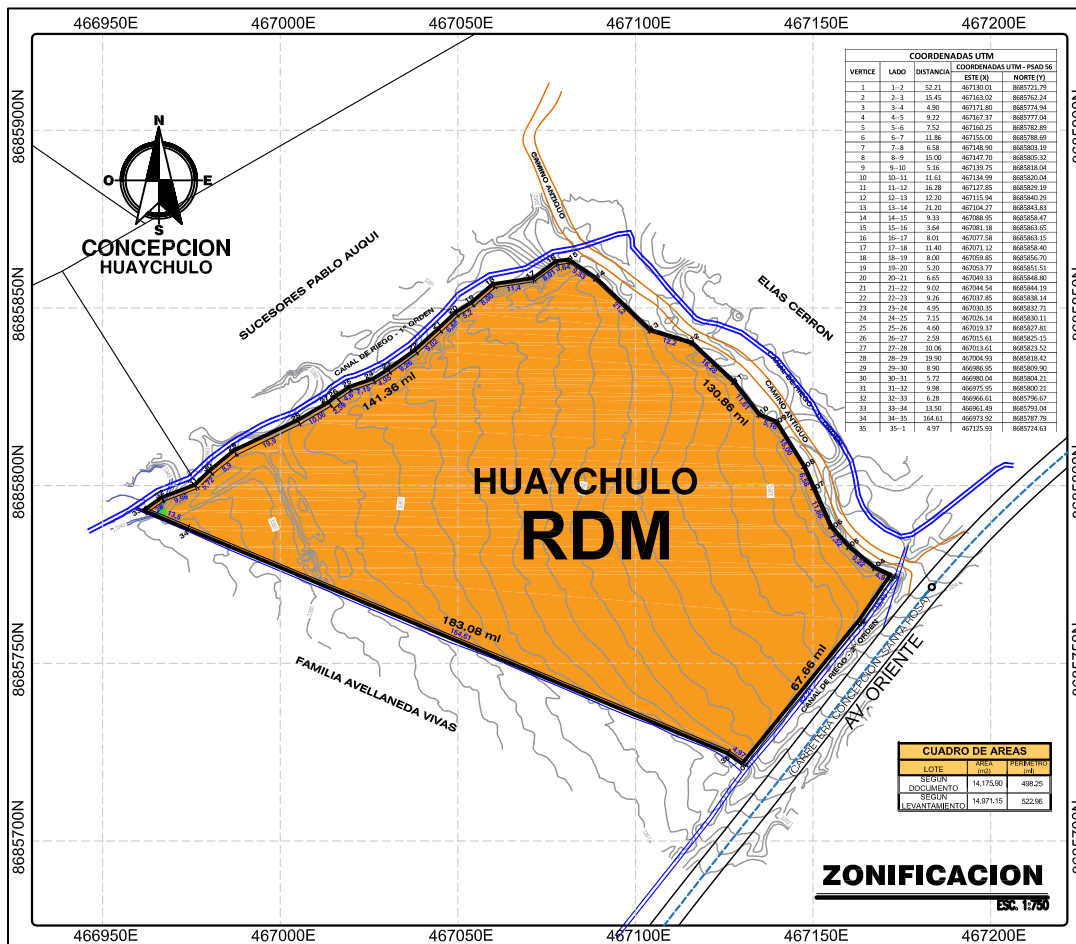 466950E 467000E 467050E 467100E 467150E 467200E
8685900N
8685850N
8685800N
8685750N
8685700N
N
O E
S
CONCEPCION
HUAYCHULO
COORDENADAS UTM
VERTICE LADO DISTANCIA COORDENADAS UTM - PSAD 56
ESTE (X) NORTE (Y)
1 1--2 52.21 467130.01 8685721.79
2 2--3 15.45 467163.02 8685762.24
3 3--4 4.90 467171.80 8685774.94
4 4--5 9.22 467167.37 8685777.04
5 5--6 7.52 467160.25 8685782.89
6 6--7 11.86 467155.00 8685788.69
7 7--8 6.58 467148.90 8685803.19
8 8--9 15.00 467147.70 8685805.32
9 9--10 5.16 467139.75 8685818.04
10 10--11 11.61 467134.99 8685820.04
11 11--12 16.28 467127.85 8685829.19
12 12--13 12.20 467115.94 8685840.29
13 13--14 21.20 467104.27 8685843.83
14 14--15 9.33 467088.95 8685858.47
15 15--16 3.64 467081.18 8685863.65
16 16--17 8.01 467077.58 8685863.15
17 17--18 11.40 467071.12 8685858.40
18 18--19 8.00 467059.85 8685856.70
19 19--20 5.20 467053.77 8685851.51
20 20--21 6.65 467049.33 8685848.80
21 21--22 9.02 467044.54 8685844.19
22 22--23 9.26 467037.85 8685838.14
23 23--24 4.95 467030.35 8685832.71
24 24--25 7.15 467026.14 8685830.11
25 25--26 4.60 467019.37 8685827.81
26 26--27 2.59 467015.61 8685825.15
27 27--28 10.06 467013.61 8685823.52
28 28--29 19.90 467004.93 8685818.42
29 29--30 8.90 466986.95 8685809.90
30 30--31 5.72 466980.04 8685804.21
31 31--32 9.98 466975.95 8685800.21
32 32--33 6.28 466966.61 8685796.67
33 33--34 13.50 466961.49 8685793.04
34 34--35 164.61 466973.92 8685787.79
35 35--1 4.97 467125.93 8685724.63
CAMINO ANTIGUO
SUCESORES PABLO AUQUI
ELIAS CERRON
CANAL DE RIEGO - 1º ORDEN
141.36 ml
130.86 ml
CAMINO ANTIGUO
HUAYCHULO
RDM
183.08 ml
164.61
67.66 ml
CANAL DE RIEGO - 3º ORDEN
FAMILIA AVELLANEDA VIVAS
(CARRETERA CONCEPCION - SANTA ROSA)
AV. ORIENTE
CUADRO DE AREAS
LOTE AREA (m2) PERIMETRO (ml)
SEGUN DOCUMENTO 14,175.90 498.25
SEGUN LEVANTAMIENTO 14,971.15 522.96
ZONIFICACION
ESC. 1:750
466950E 467000E 467050E 467100E 467150E 467200E